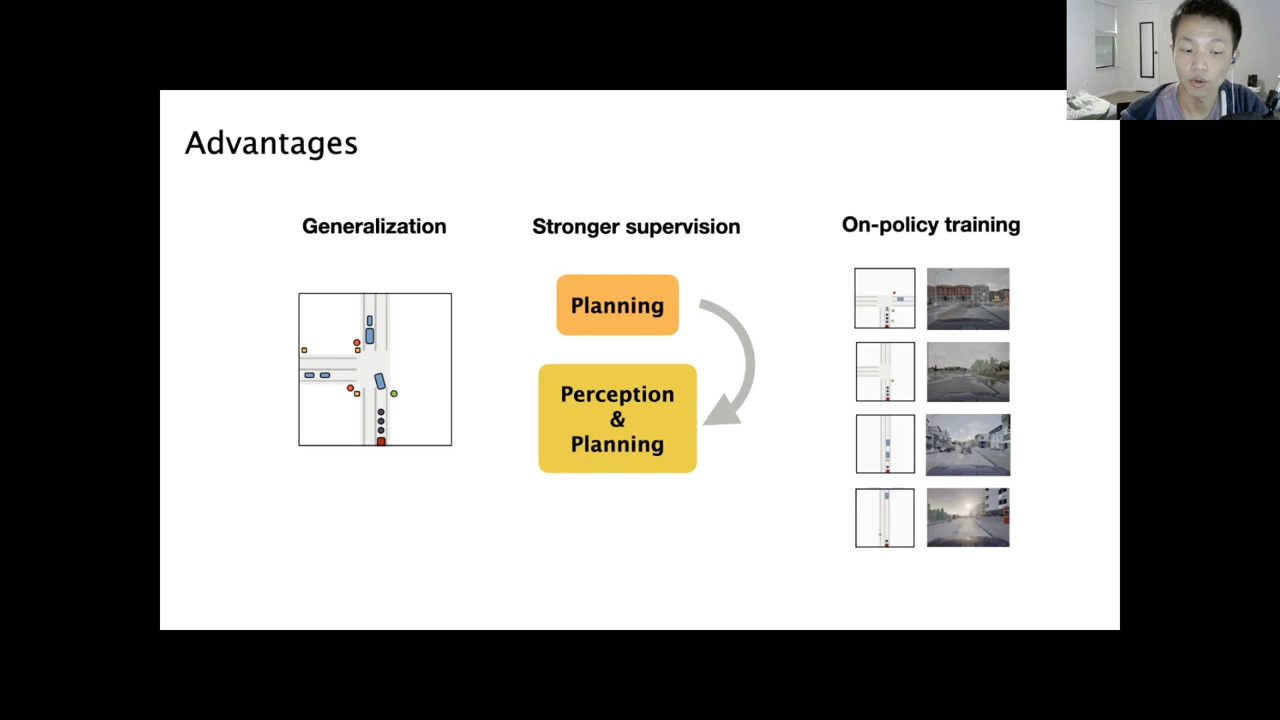 Advantages
Generalization
Stronger supervision
On-policy training
Planning
Perception
&
Planning